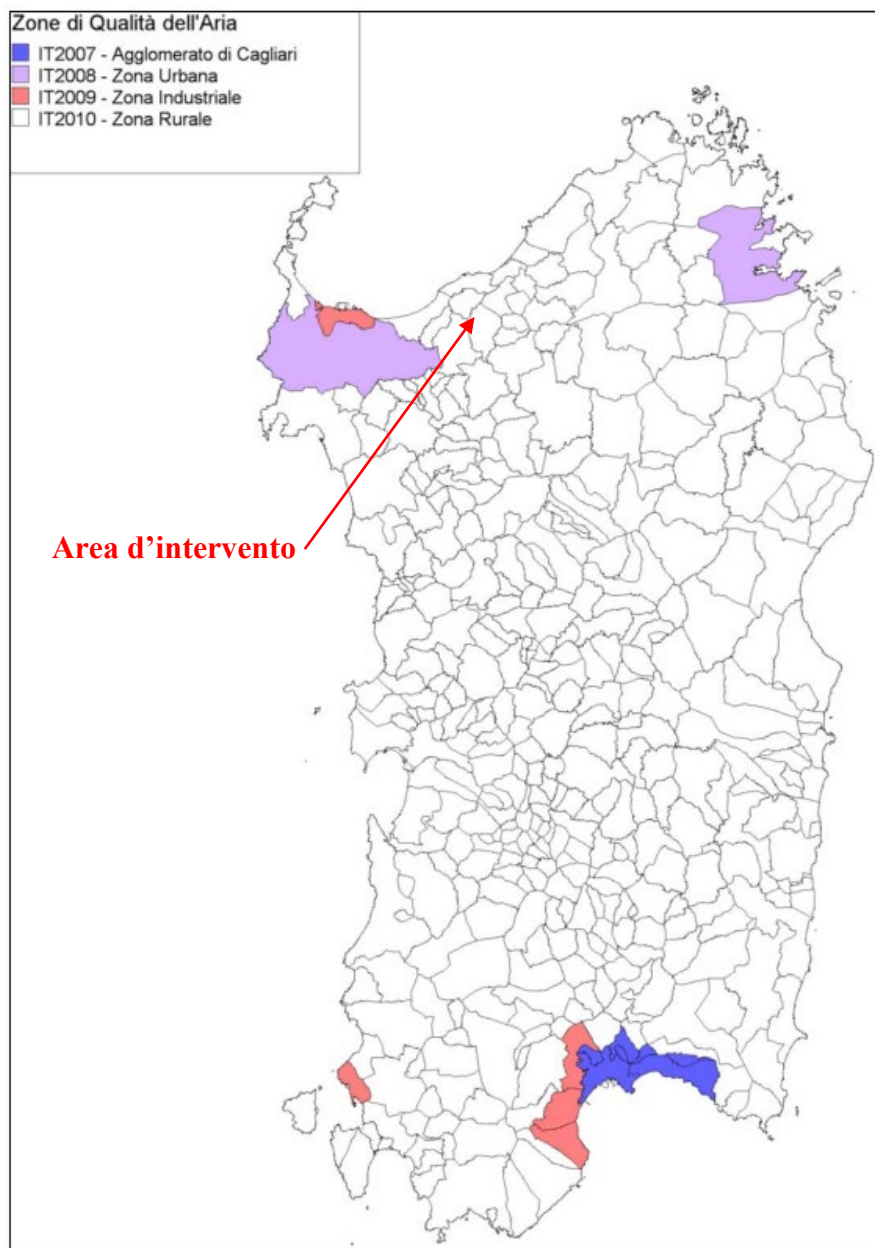 Zone di Qualità dell'Aria
IT2007 - Agglomerato di Cagliari
IT2008 - Zona Urbana
IT2009 - Zona Industriale
IT2010 - Zona Rurale
Area d’intervento